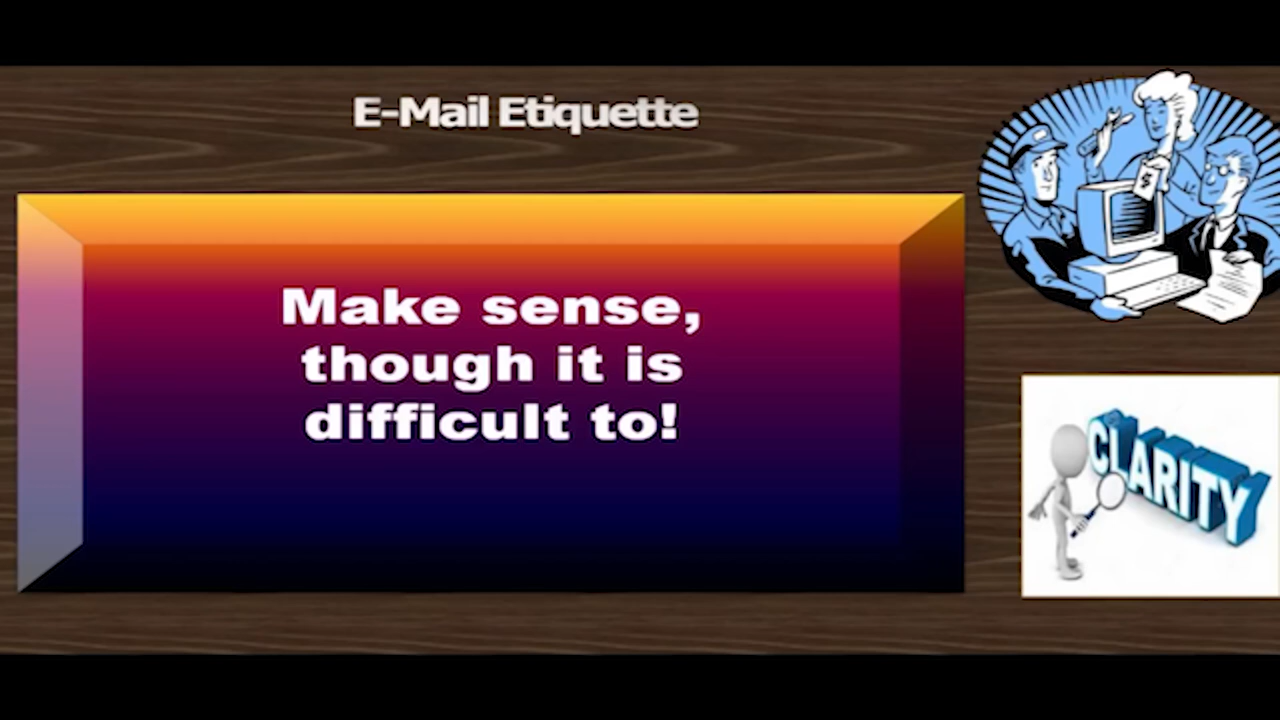 E-Mail Etiquette
Make sense,
though it is
difficult to!
$
CLARITY